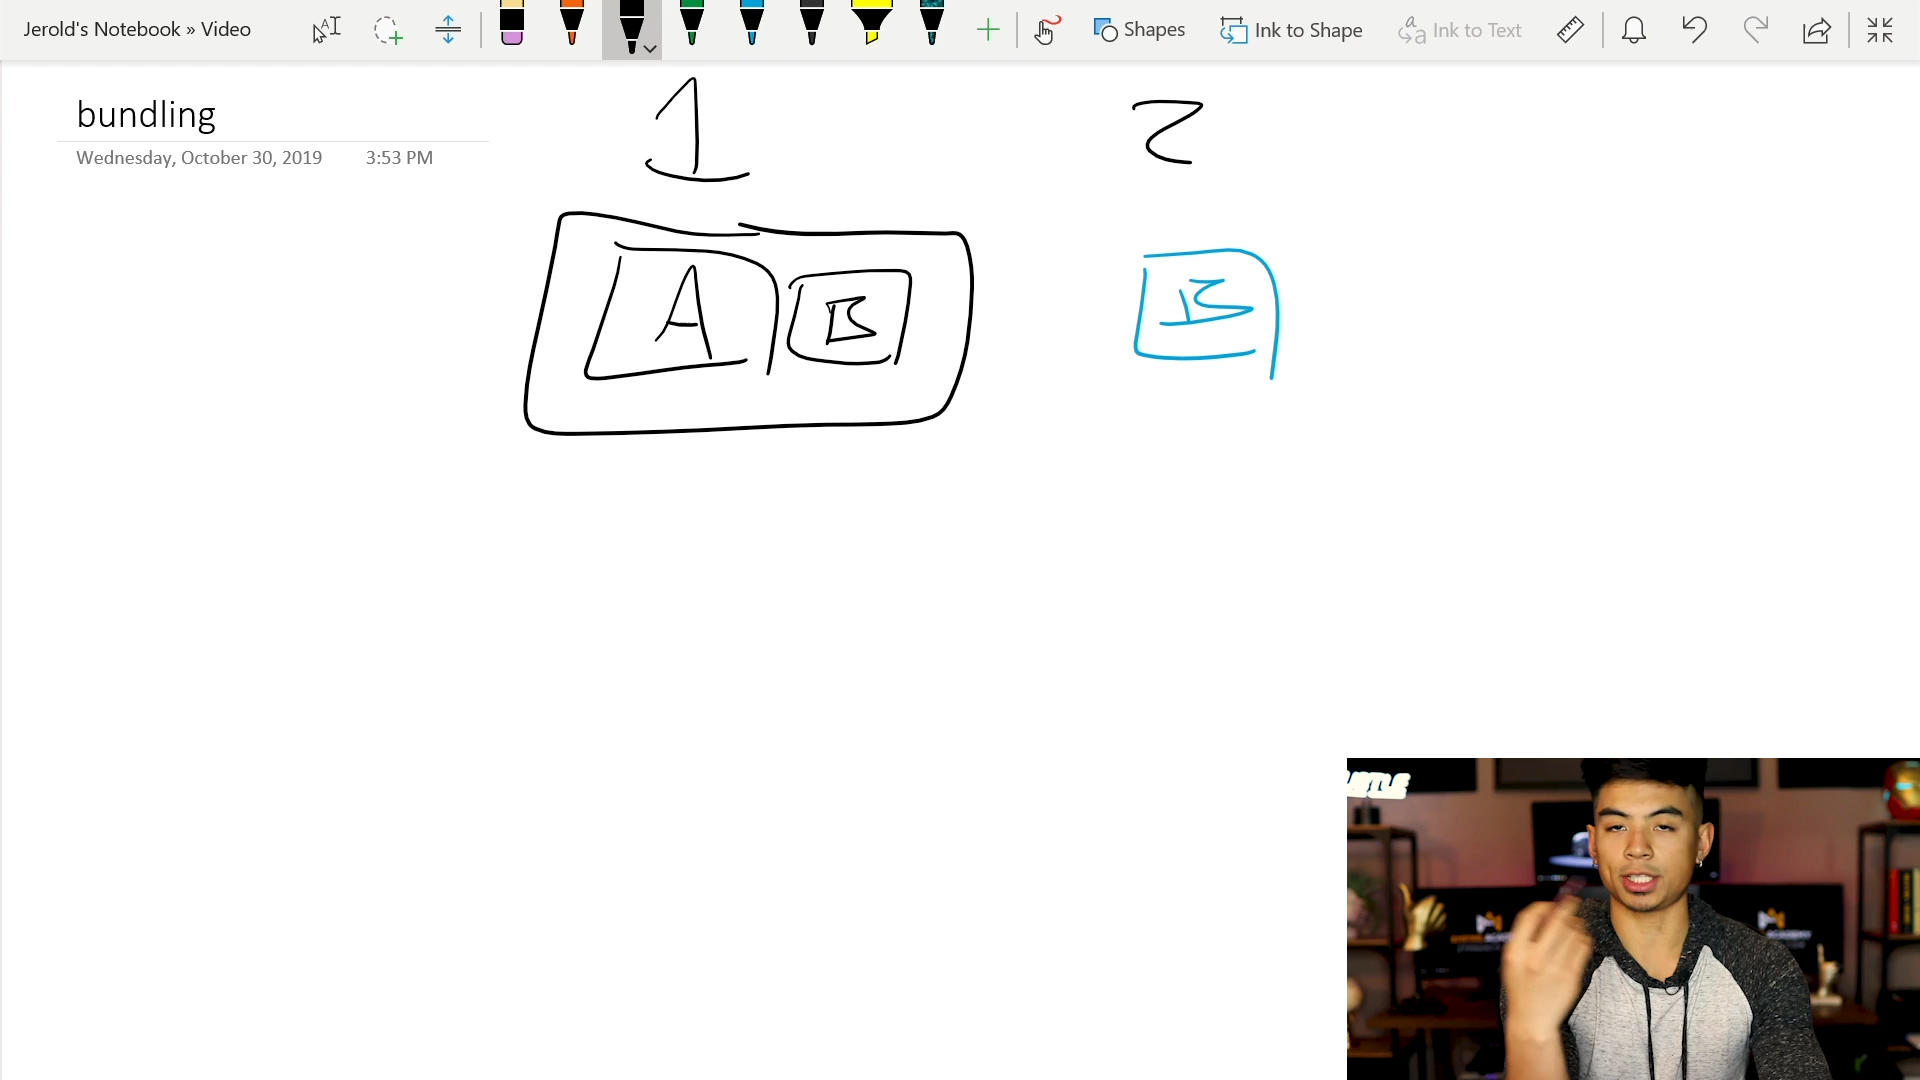 Jerold's Notebook » Video
Shapes
Ink to Shape
Ink to Text
bundling
Wednesday, October 30, 2019 3:53 PM
1
2
A
B
B